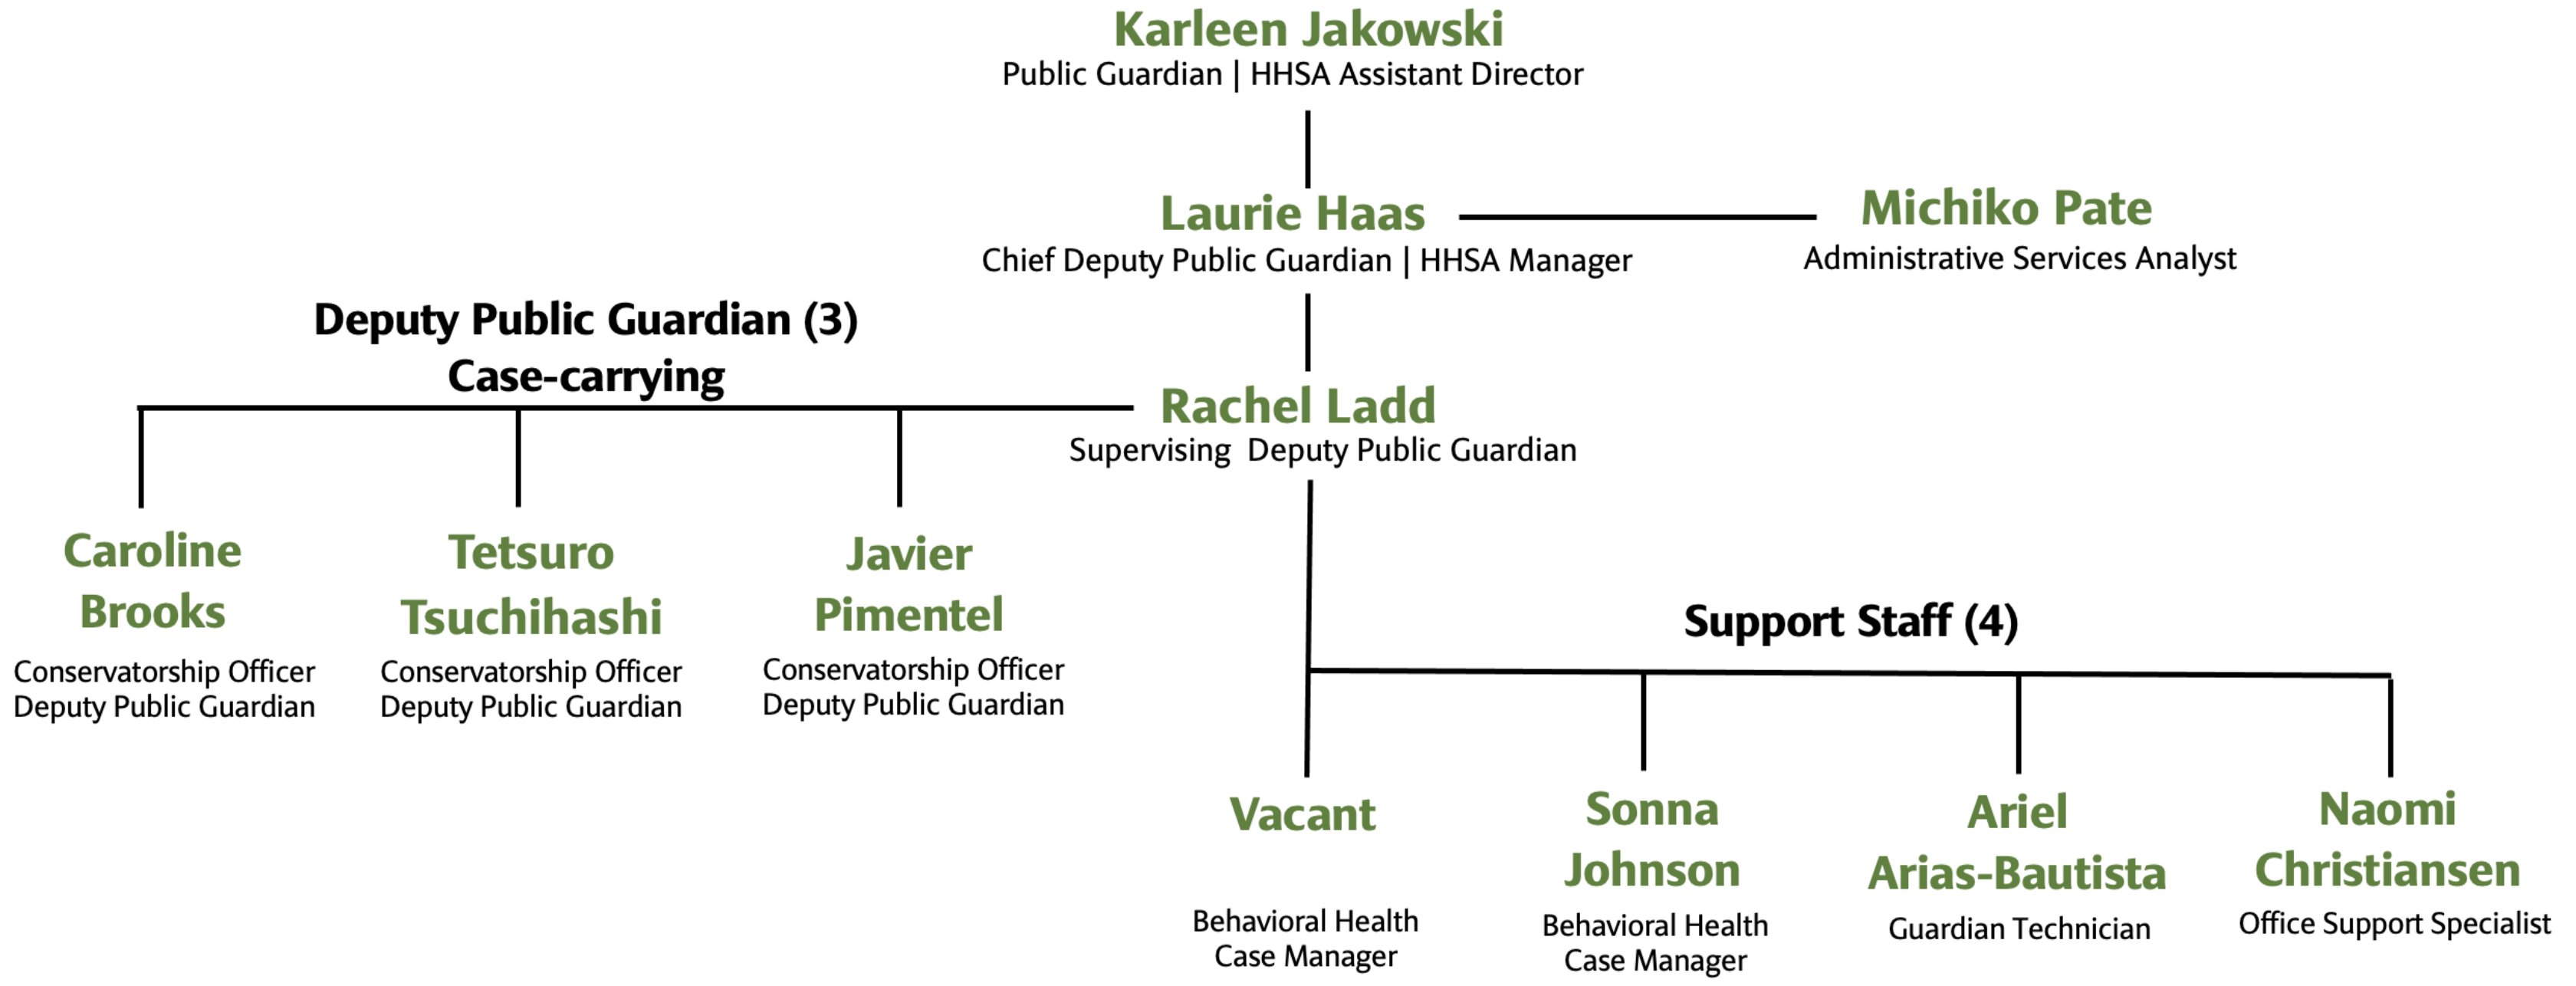 Karleen Jakowski
Public Guardian | HHSA Assistant Director
Laurie Haas
Chief Deputy Public Guardian | HHSA Manager
Michiko Pate
Administrative Services Analyst
Deputy Public Guardian (3)
Case-carrying
Rachel Ladd
Supervising Deputy Public Guardian
Caroline
Brooks
Conservatorship Officer
Deputy Public Guardian
Tetsuro
Tsuchihashi
Conservatorship Officer
Deputy Public Guardian
Javier
Pimentel
Conservatorship Officer
Deputy Public Guardian
Support Staff (4)
Vacant
Behavioral Health
Case Manager
Sonna
Johnson
Behavioral Health
Case Manager
Ariel
Arias-Bautista
Guardian Technician
Naomi
Christiansen
Office Support Specialist